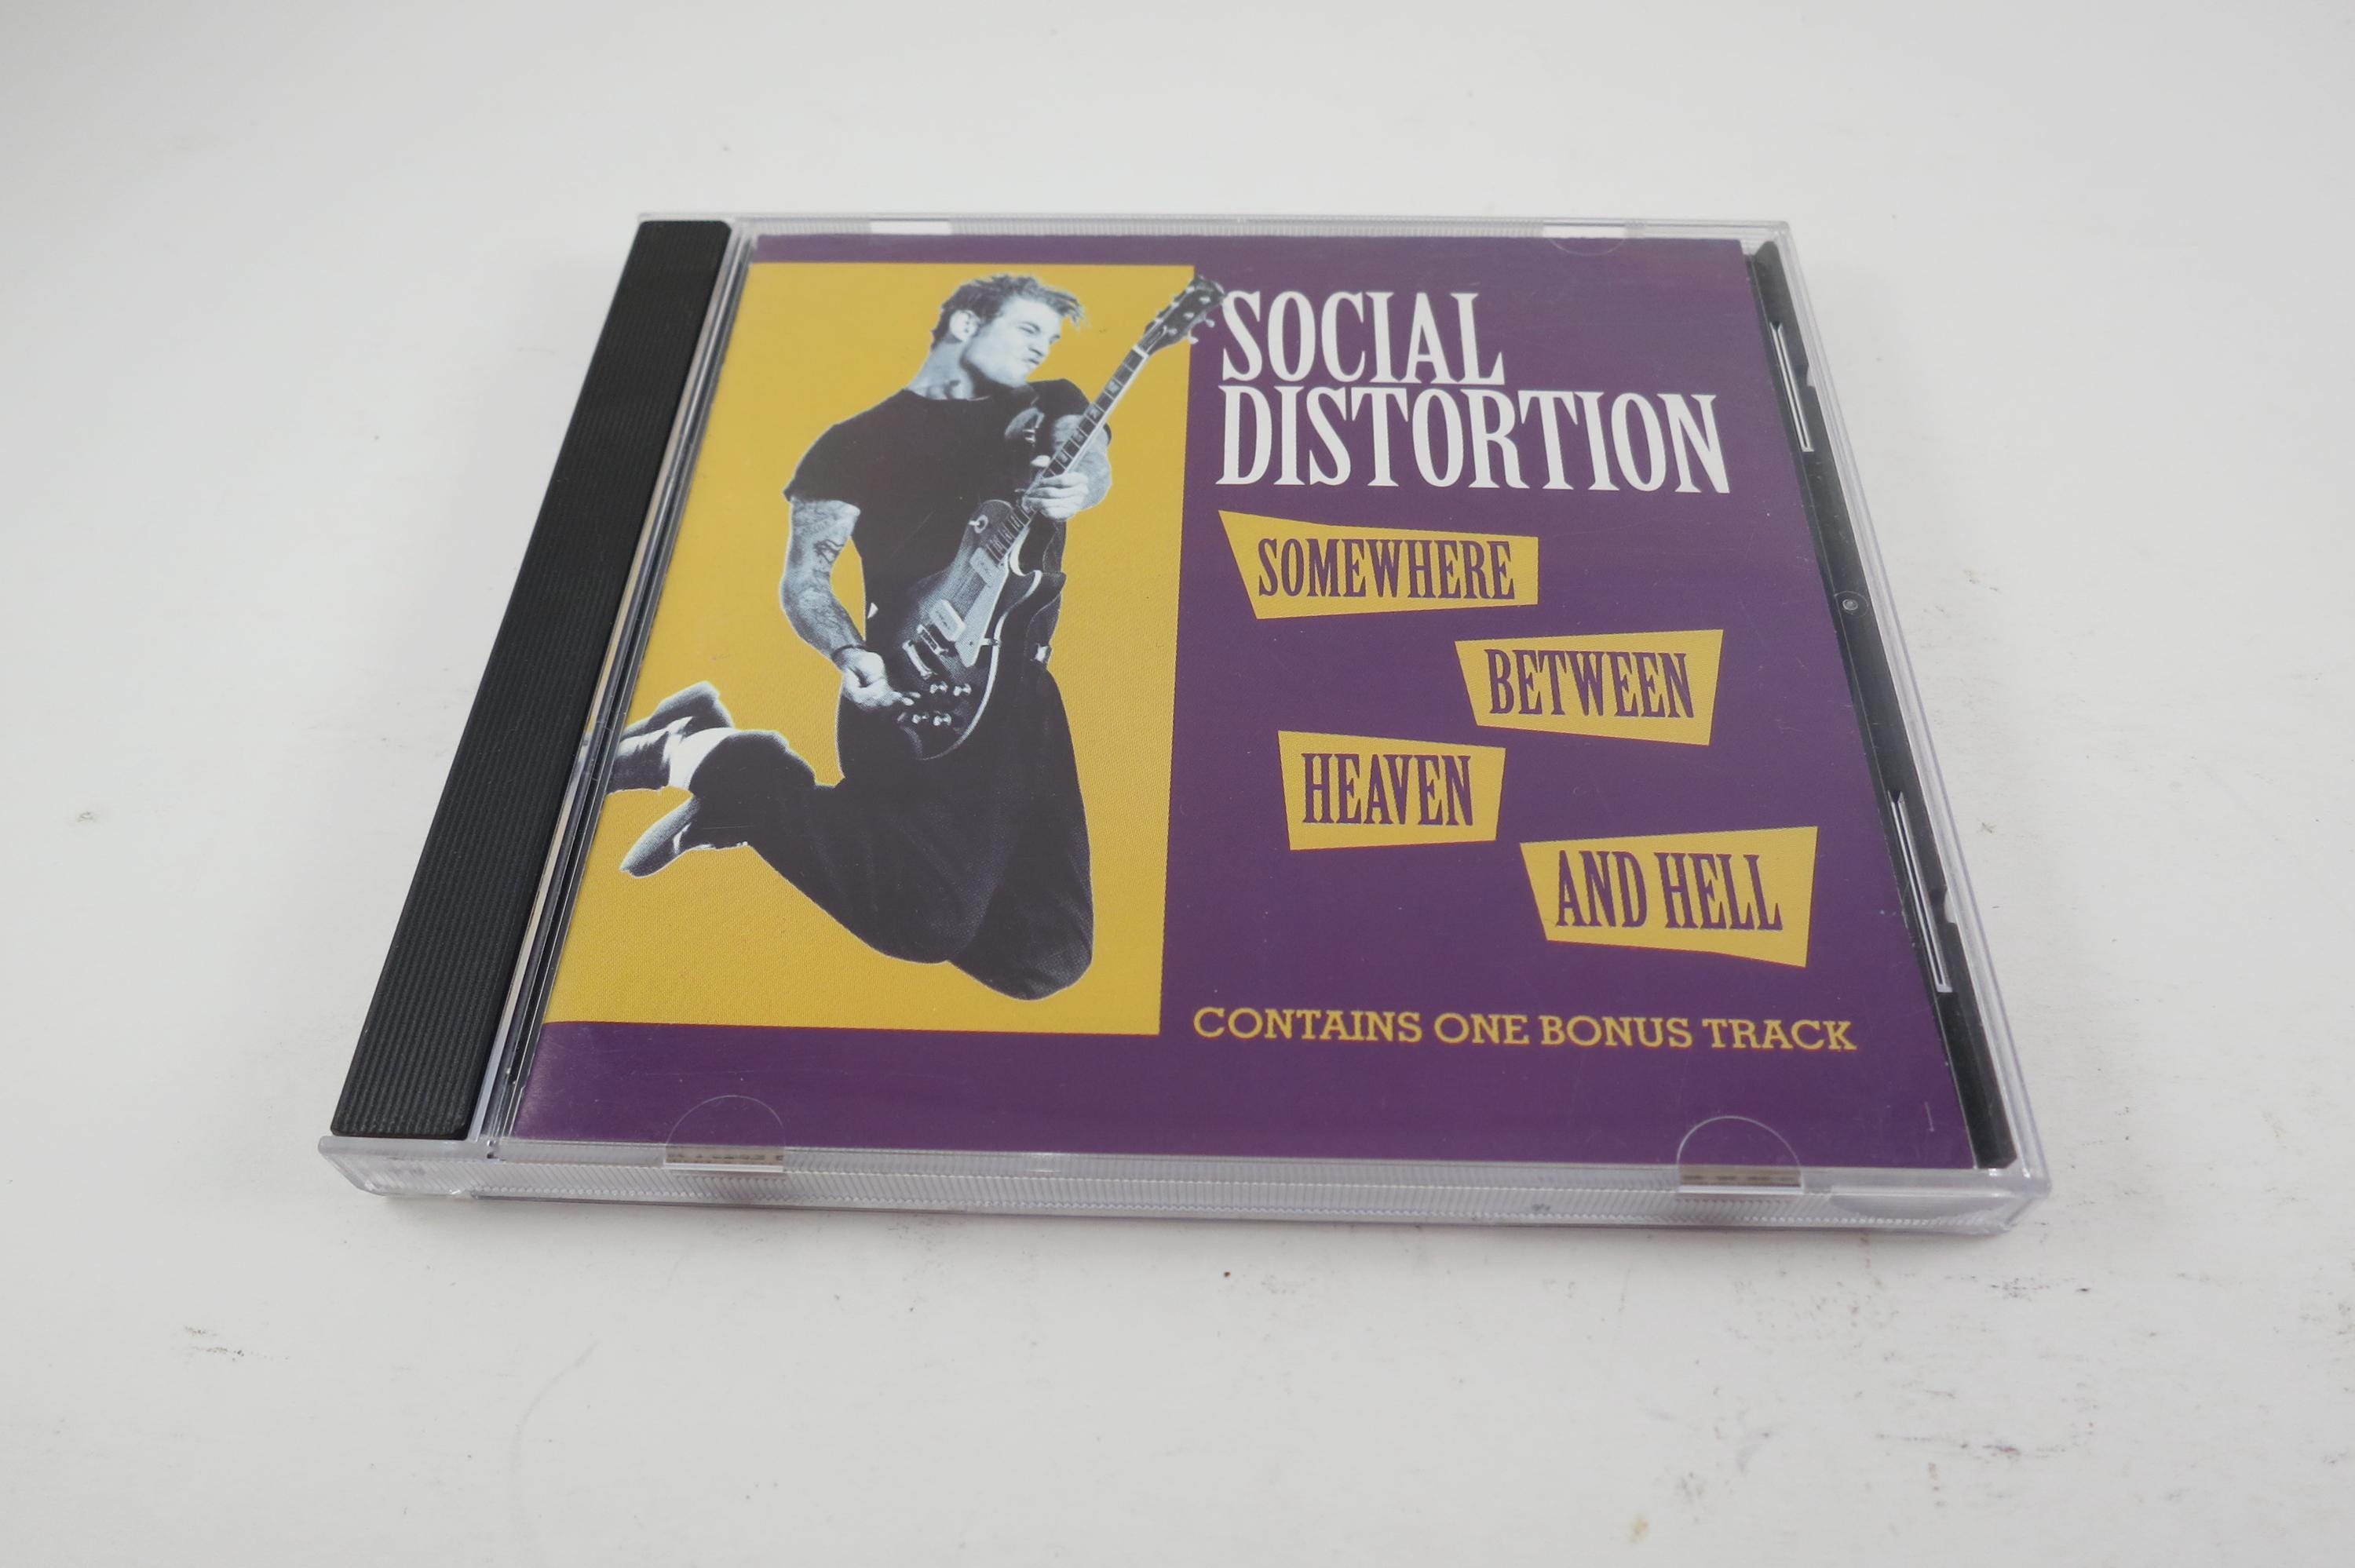 SOCIAL
DISTORTION
SOMEWHERE
BETWEEN
HEAVEN
AND HELL
CONTAINS ONE BONUS TRACK